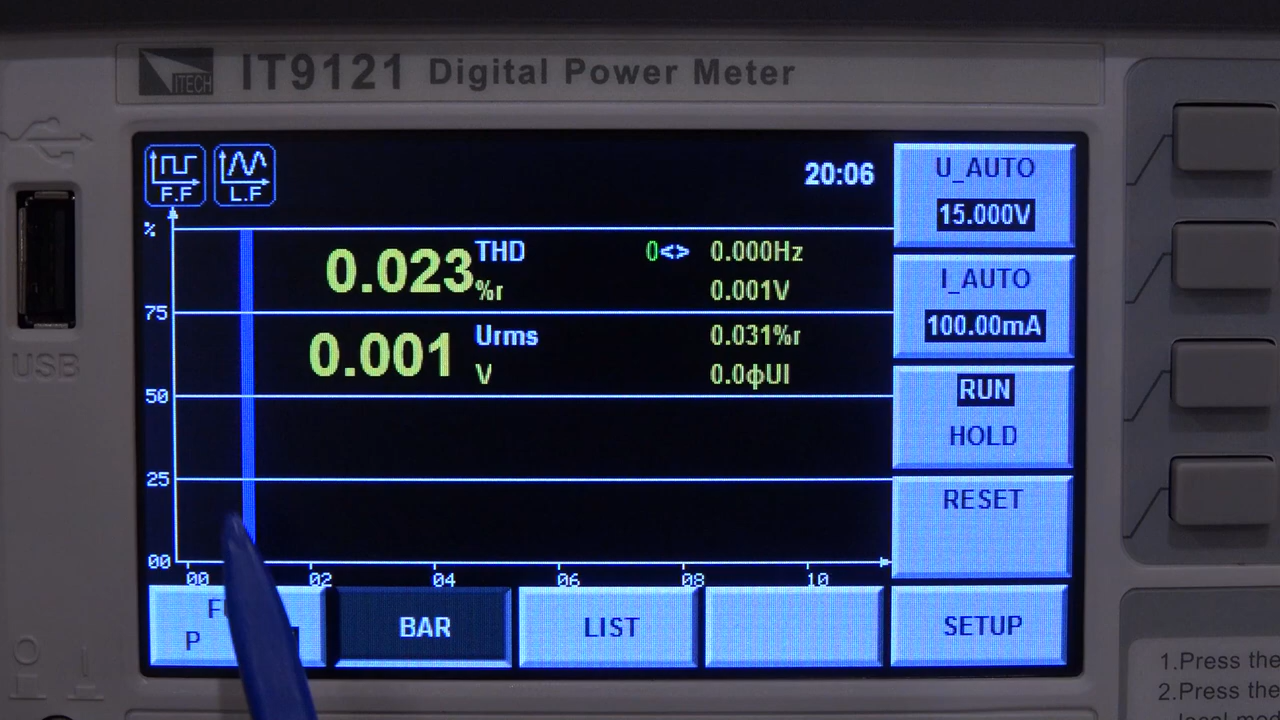 ITECH IT9121 Digital Power Meter
F.F L.F 20:06
U_AUTO
15.000V
%
0.023 THD 0<> 0.000Hz
%r 0.001V
I_AUTO
100.00mA
75
0.001 Urms 0.031%r
V 0.0ϕUI
USB
RUN
HOLD
50
25
RESET
00
00 02 04 06 08 10
P
BAR
LIST
SETUP
1.Press the
2.Press the